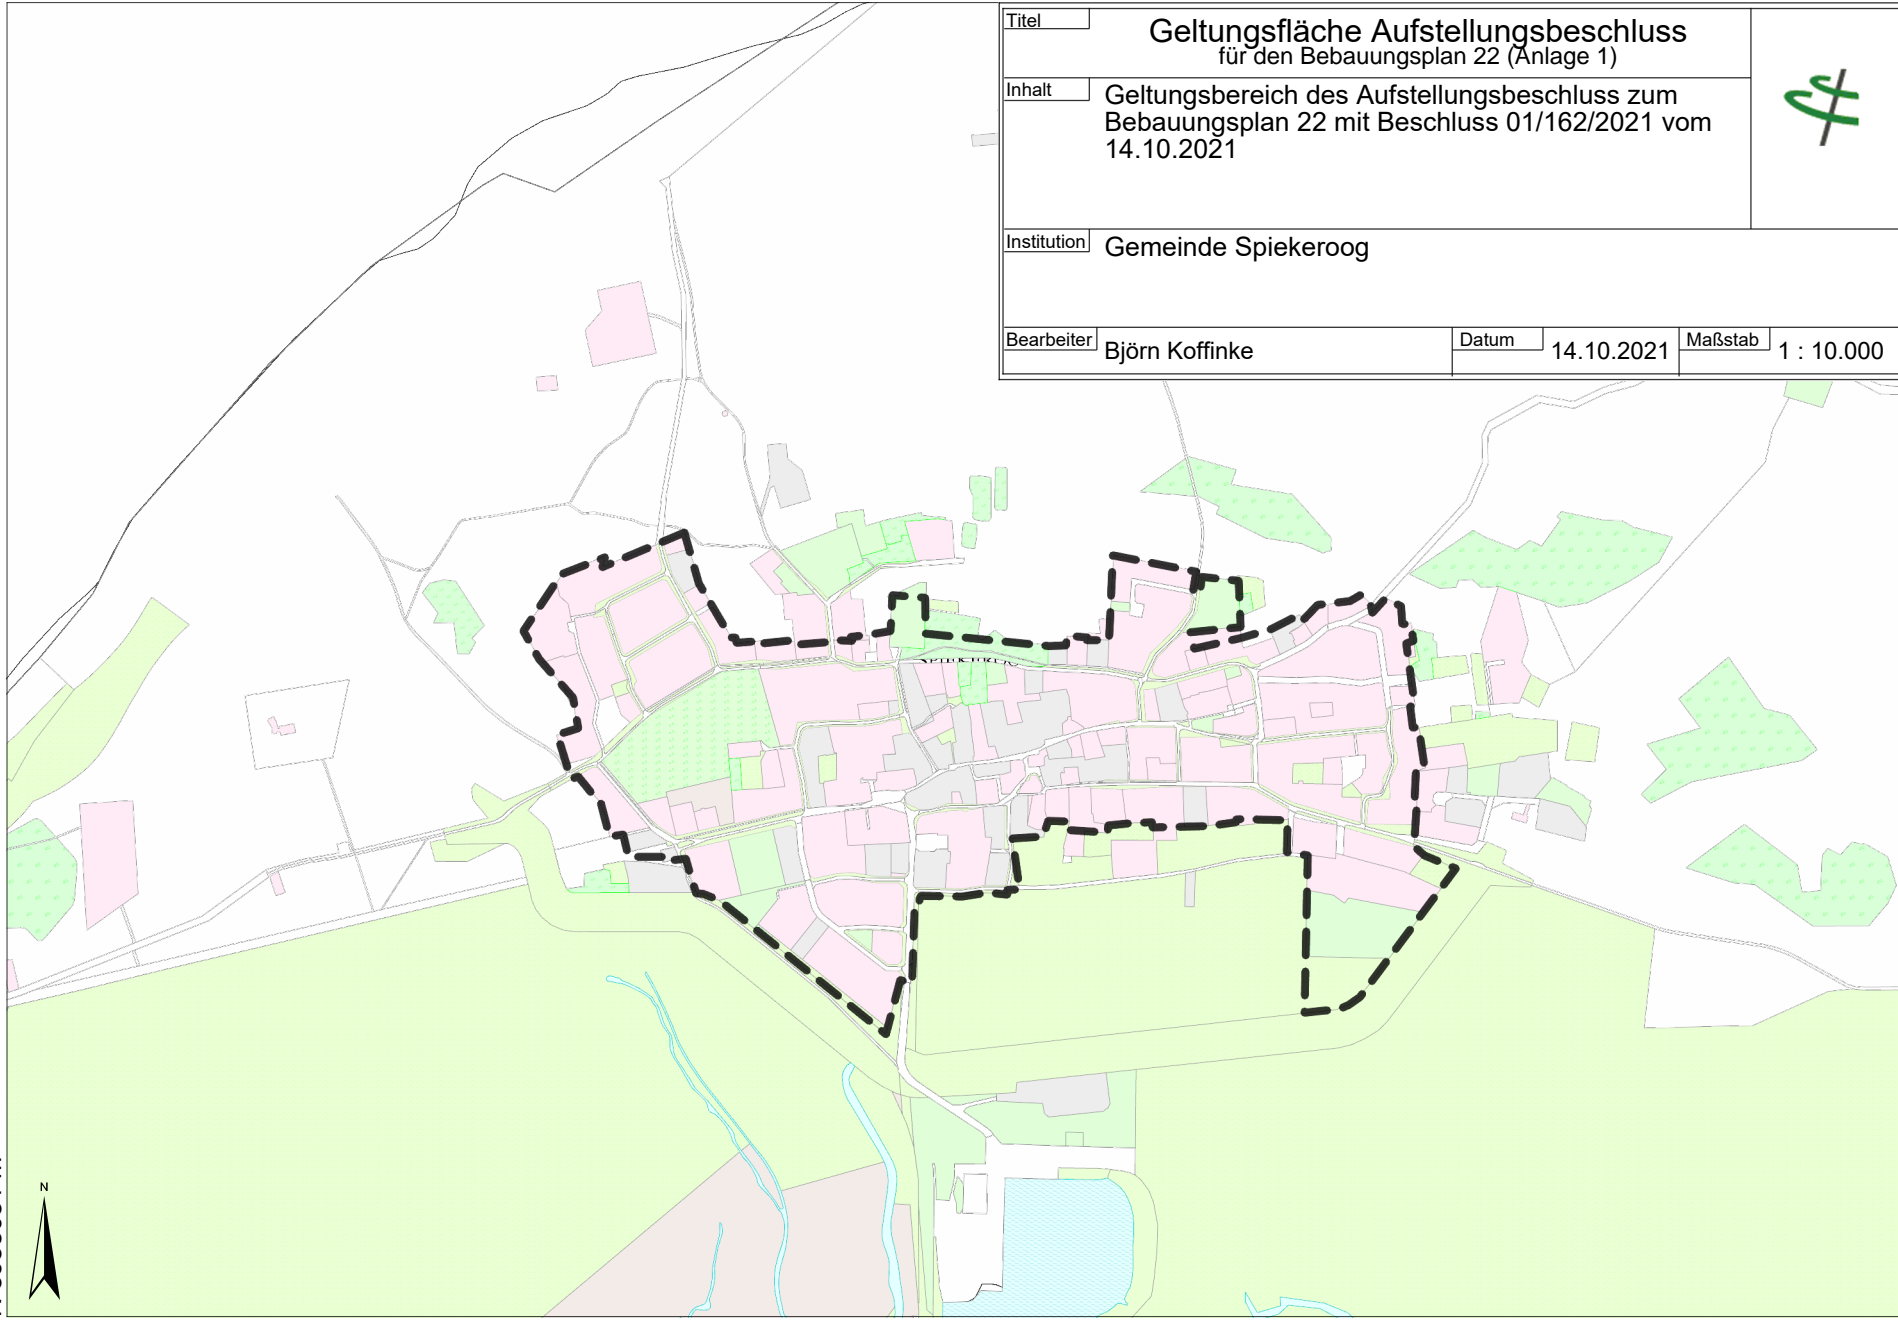 Titel
Geltungsfläche Aufstellungsbeschluss
für den Bebauungsplan 22 (Anlage 1)
Inhalt
Geltungsbereich des Aufstellungsbeschluss zum
Bebauungsplan 22 mit Beschluss 01/162/2021 vom
14.10.2021
Institution
Gemeinde Spiekeroog
Bearbeiter
Björn Koffinke
Datum
14.10.2021
Maßstab
1 : 10.000
N